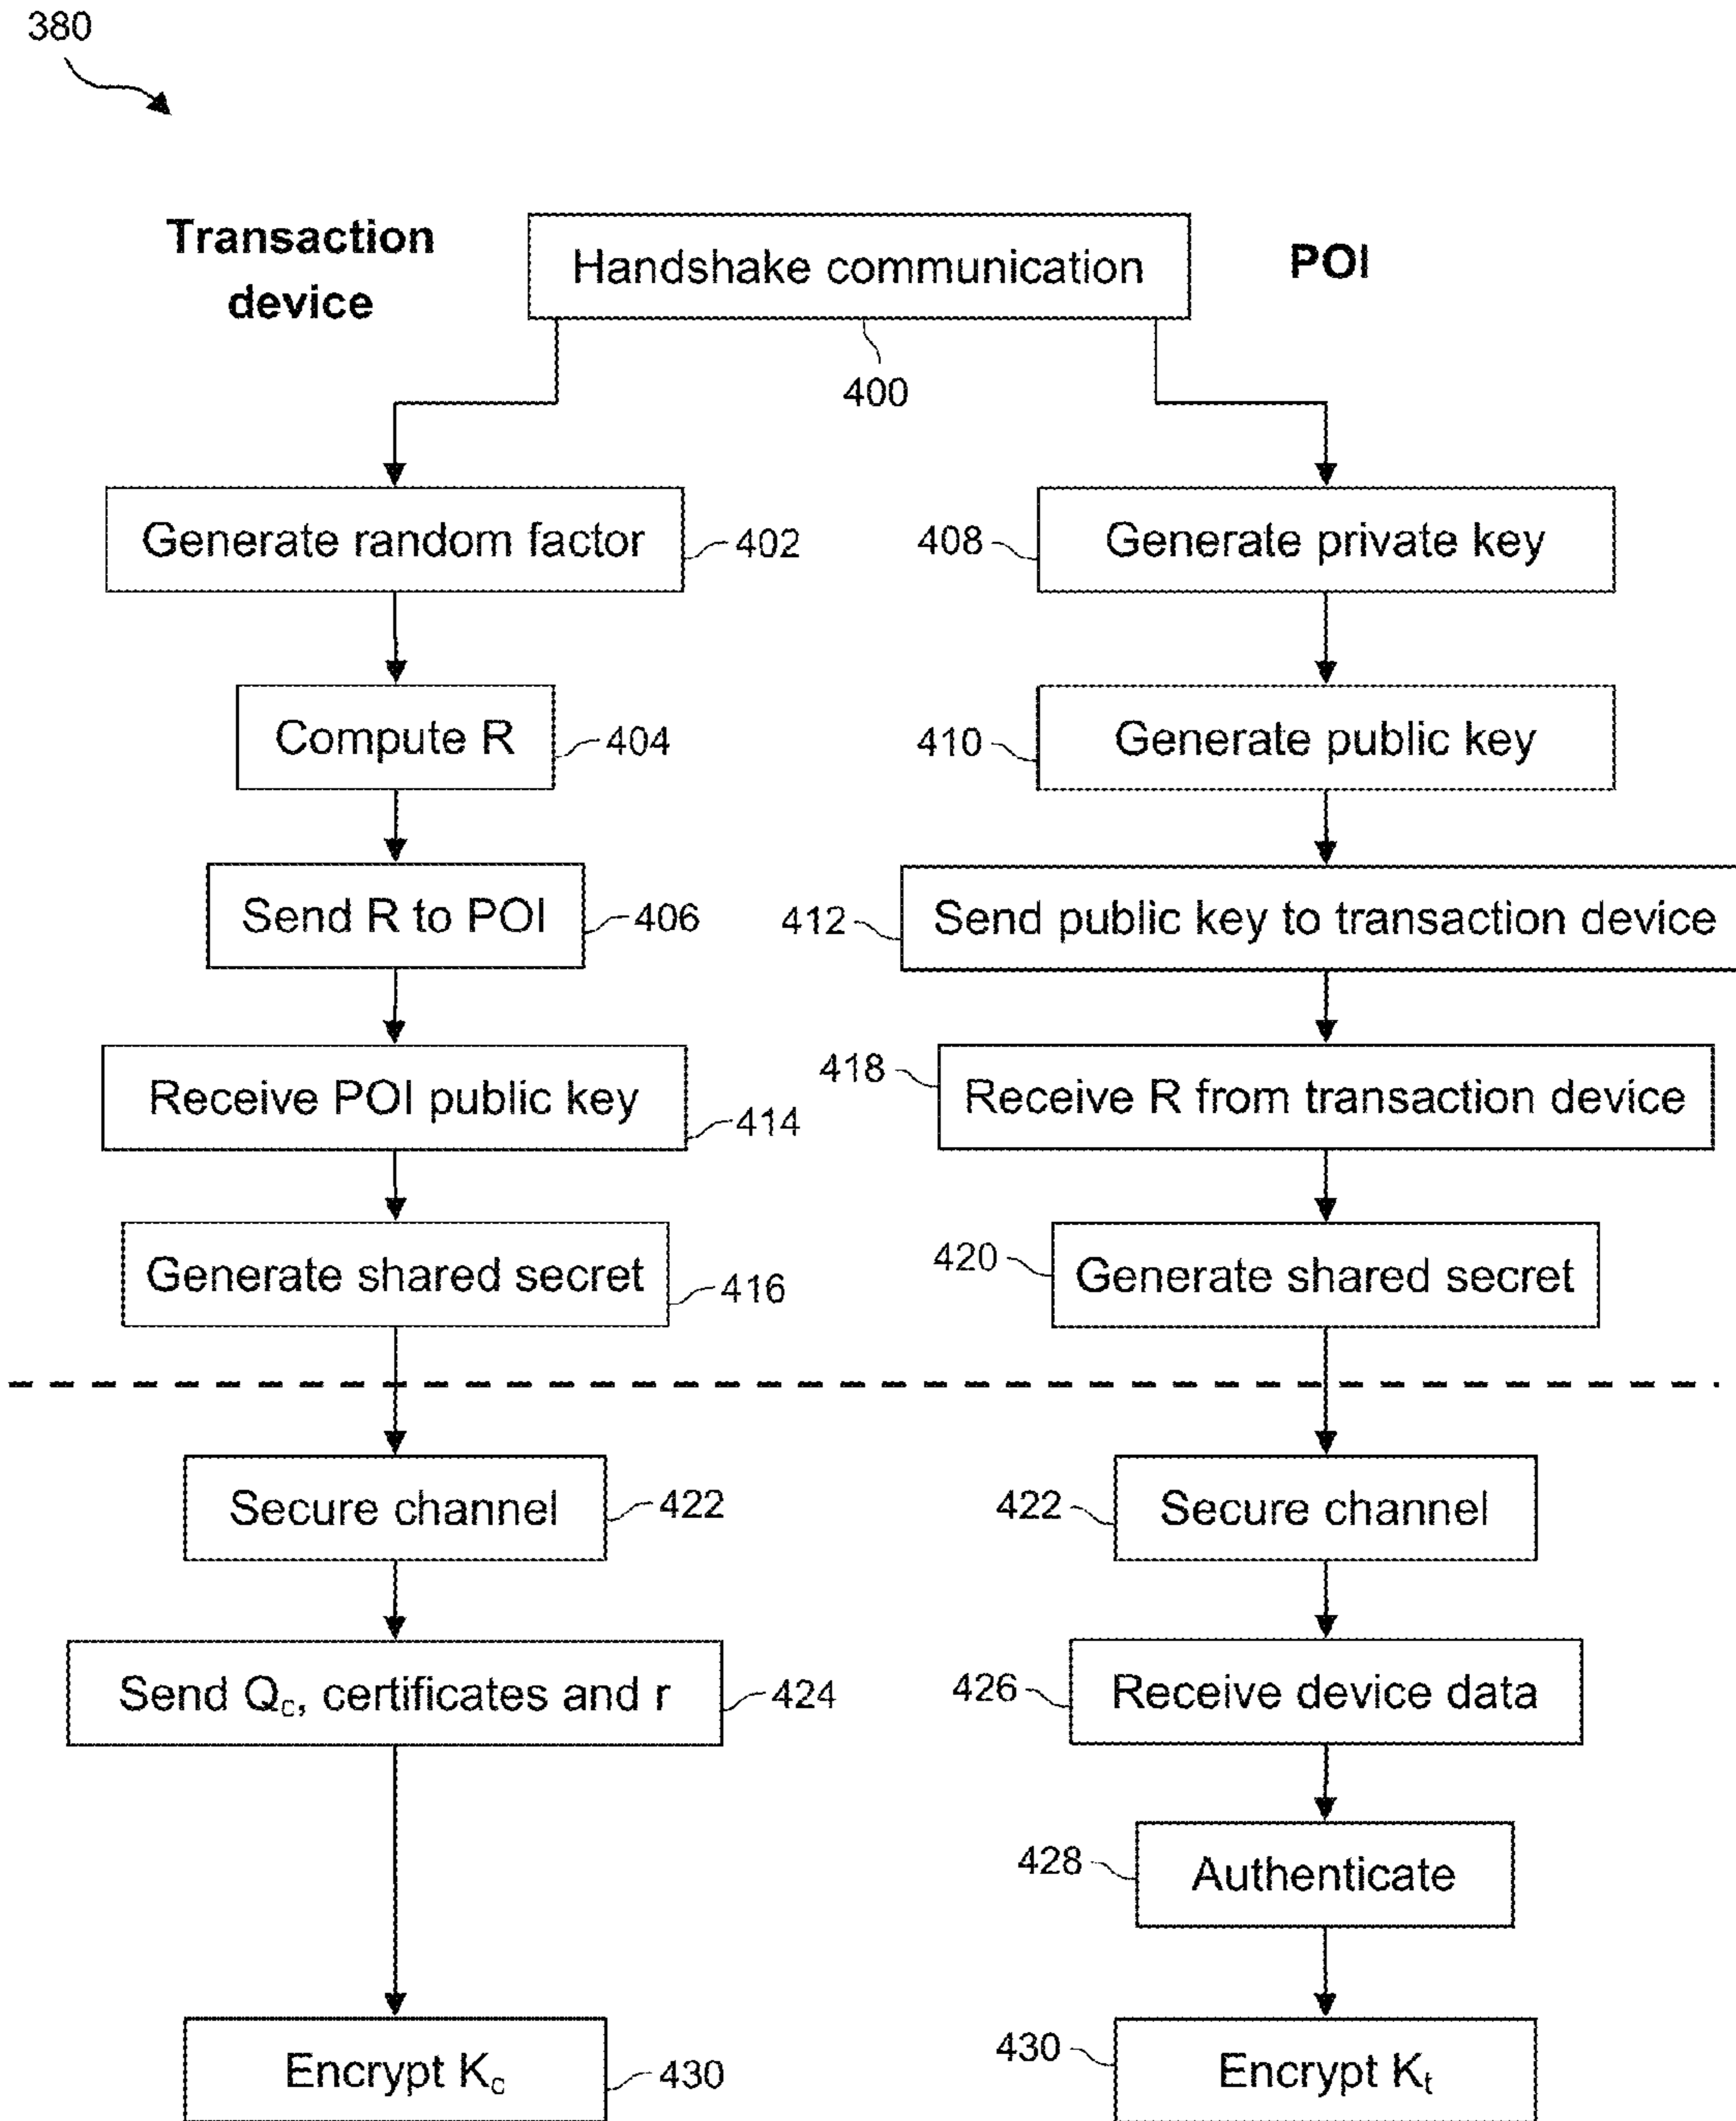 380
Transaction
device
Handshake communication
POI
400
Generate random factor
402
408
Generate private key
Compute R
404
410
Generate public key
Send R to POI
406
412
Send public key to transaction device
Receive POI public key
414
418
Receive R from transaction device
Generate shared secret
416
420
Generate shared secret
Secure channel
422
422
Secure channel
Send Qc, certificates and r
424
426
Receive device data
428
Authenticate
Encrypt Kc
430
430
Encrypt Kt